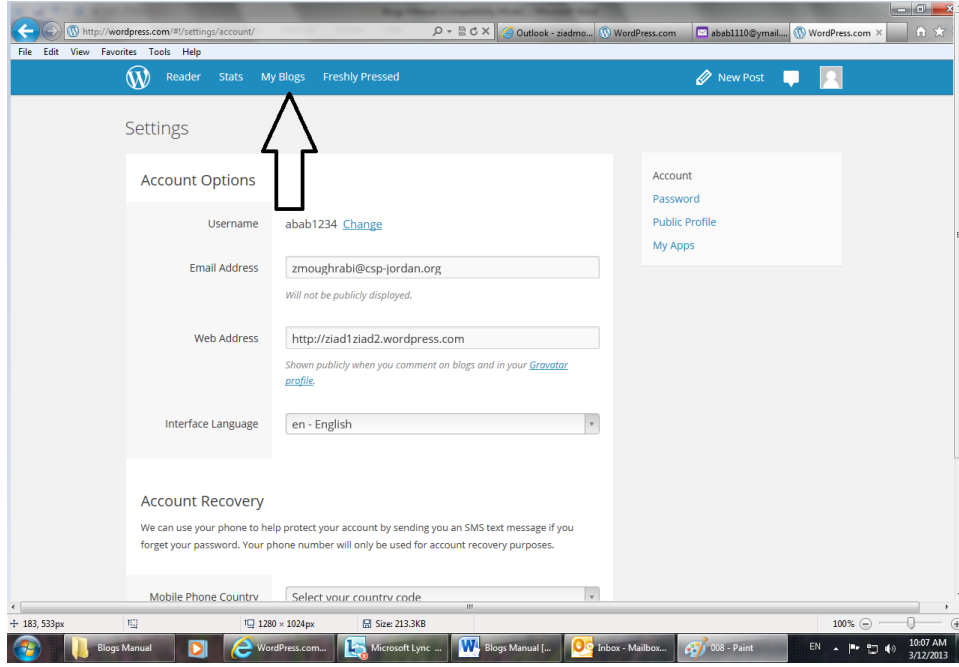 http://wordpress.com/#!/settings/account/
Outlook - ziadmo...
WordPress.com
abab1110@ymail....
WordPress.com
File Edit View Favorites Tools Help
Reader Stats My Blogs Freshly Pressed New Post
Settings
Account Options
Username abab1234 Change
Email Address zmoughrabi@csp-jordan.org
Will not be publicly displayed.
Web Address http://ziad1ziad2.wordpress.com
Shown publicly when you comment on blogs and in your Gravatar
profile.
Interface Language en - English
Account
Password
Public Profile
My Apps
Account Recovery
We can use your phone to help protect your account by sending you an SMS text message if you
forget your password. Your phone number will only be used for account recovery purposes.
Mobile Phone Country Select your country code
183, 533px 1280 × 1024px Size: 213.3KB 100%
Blogs Manual WordPress.com... Microsoft Lync ... Blogs Manual [... Inbox - Mailbox... 008 - Paint EN 10:07 AM
3/12/2013